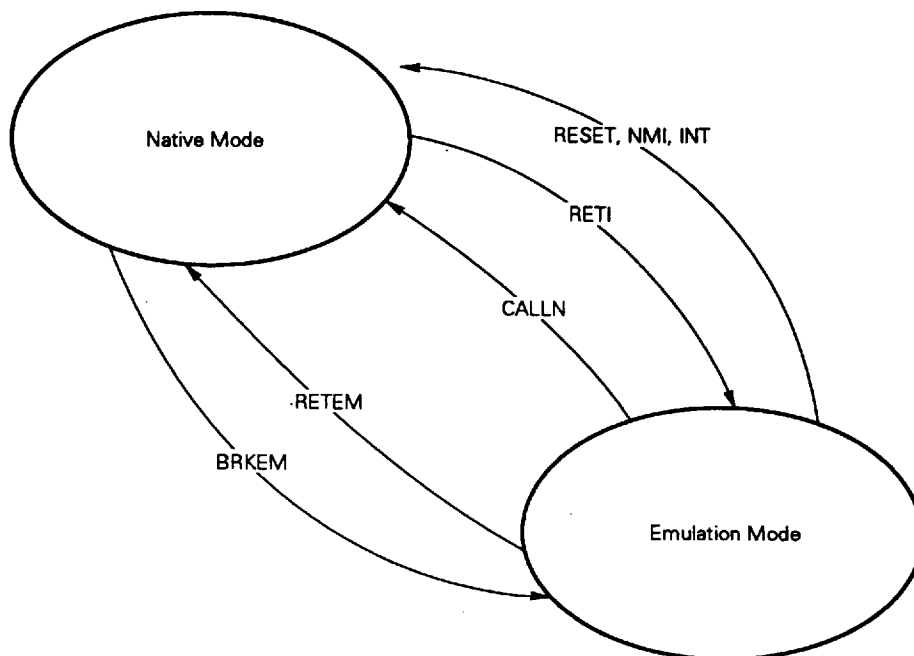 Native Mode
RESET, NMI, INT
RETI
CALLN
RETEM
BRKEM
Emulation Mode